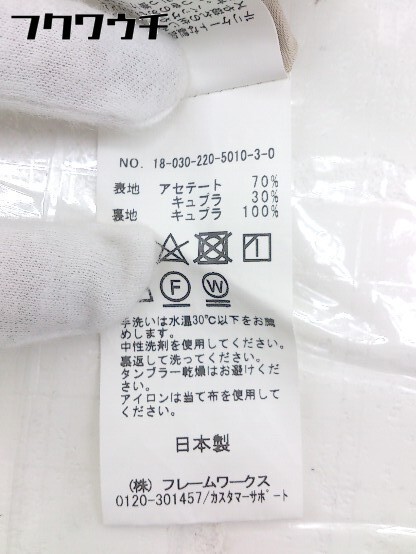 フクワウチ
NO. 18-030-220-5010-3-0
表地 アセテート 70%
キュプラ 30%
裏地 キュプラ 100%
F W
手洗いは水温30℃以下をお薦
めします。
中性洗剤を使用してください。
裏返して洗ってください。
タンブラー乾燥はお避けくださ
い。
アイロンは当て布を使用してく
ださい。
日本製
(株) フレームワークス
0120-301457/カスタマーサポート